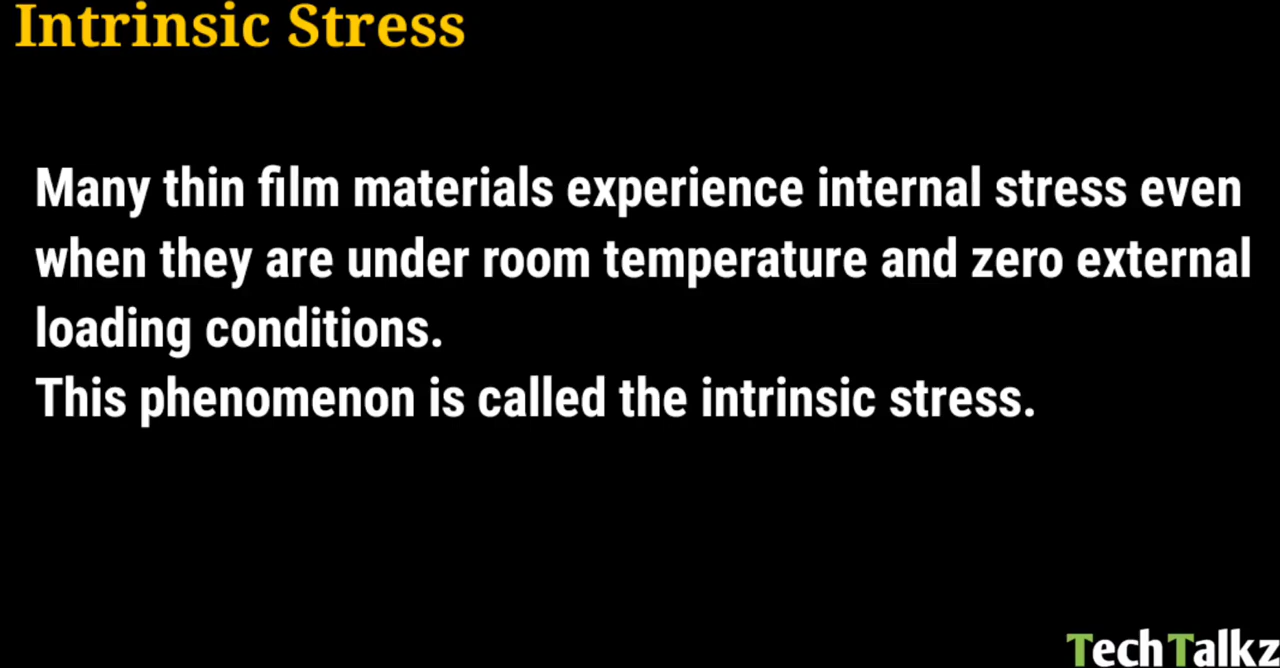 Intrinsic Stress
Many thin film materials experience internal stress even
when they are under room temperature and zero external
loading conditions.
This phenomenon is called the intrinsic stress.
TechTalkz